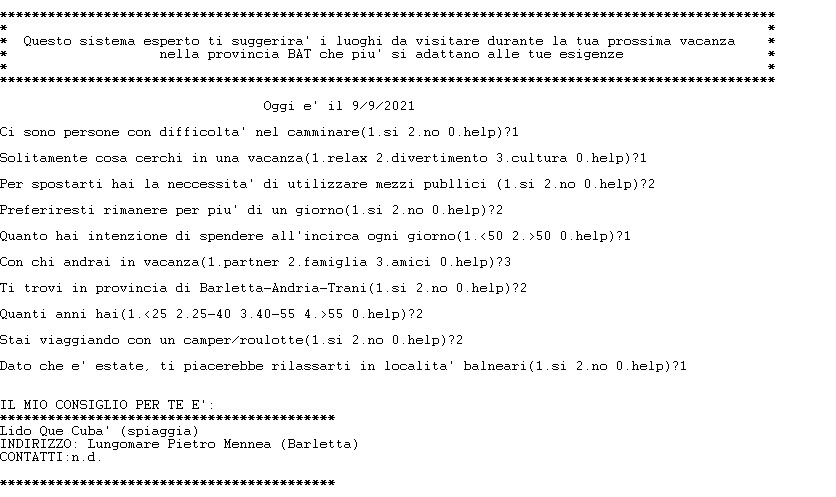 *************************************************************************************************
* *
* Questo sistema esperto ti suggerira' i luoghi da visitare durante la tua prossima vacanza *
* nella provincia BAT che piu' si adattano alle tue esigenze *
* *
*************************************************************************************************
Oggi e' il 9/9/2021
Ci sono persone con difficolta' nel camminare(1.si 2.no 0.help)?1
Solitamente cosa cerchi in una vacanza(1.relax 2.divertimento 3.cultura 0.help)?1
Per spostarti hai la neccessita' di utilizzare mezzi publlici (1.si 2.no 0.help)?2
Preferiresti rimanere per piu' di un giorno(1.si 2.no 0.help)?2
Quanto hai intenzione di spendere all'incirca ogni giorno(1.<50 2.>50 0.help)?1
Con chi andrai in vacanza(1.partner 2.famiglia 3.amici 0.help)?3
Ti trovi in provincia di Barletta-Andria-Trani(1.si 2.no 0.help)?2
Quanti anni hai(1.<25 2.25-40 3.40-55 4.>55 0.help)?2
Stai viaggiando con un camper/roulotte(1.si 2.no 0.help)?2
Dato che e' estate, ti piacerebbe rilassarti in localita' balneari(1.si 2.no 0.help)?1
IL MIO CONSIGLIO PER TE E':
******************************************
Lido Que Cuba' (spiaggia)
INDIRIZZO: Lungomare Pietro Mennea (Barletta)
CONTATTI:n.d.
******************************************